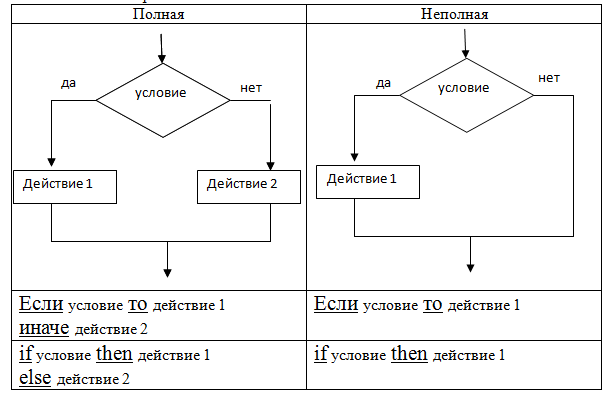 Полная
Неполная
условие
да
нет
Действие 1
Действие 2
условие
да
нет
Действие 1
Если условие то действие 1
иначе действие 2
Если условие то действие 1
if условие then действие 1
else действие 2
if условие then действие 1